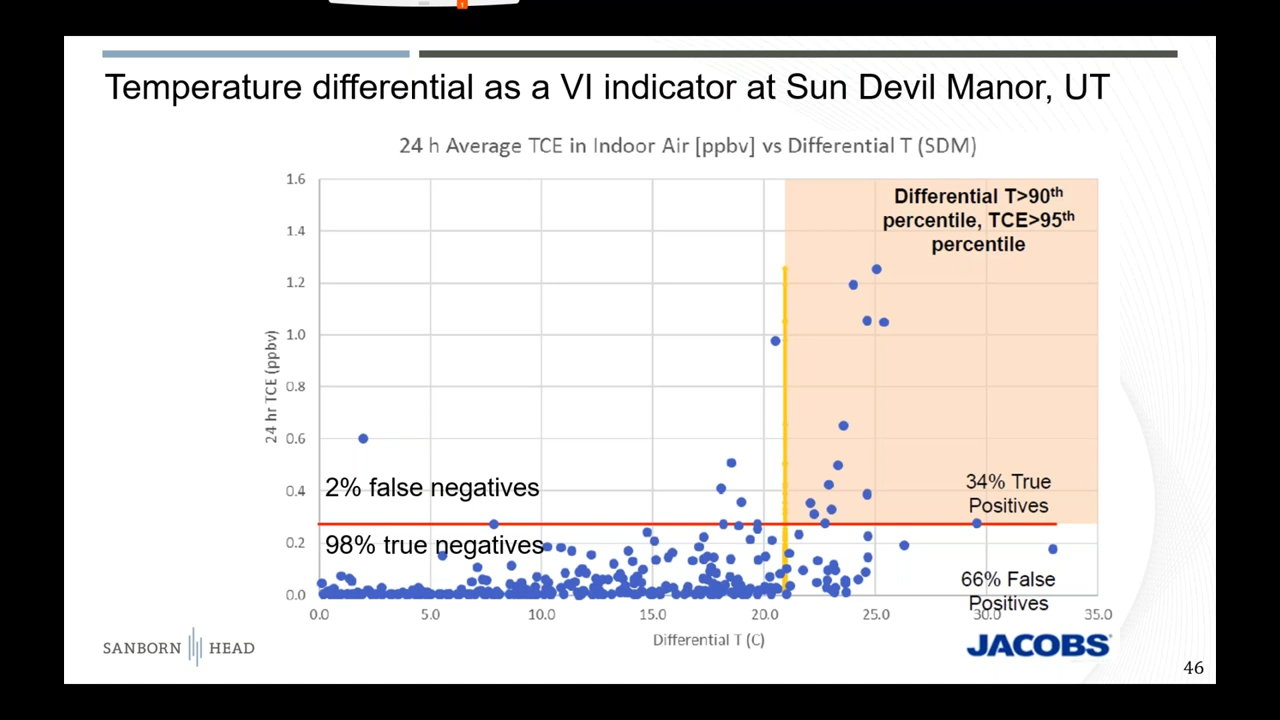 Temperature differential as a VI indicator at Sun Devil Manor, UT
24 h Average TCE in Indoor Air [ppbv] vs Differential T (SDM)
1.6
1.4
1.2
1.0
0.8
0.6
0.4
0.2
0.0
24 hr TCE (ppbv)
Differential T>90th
percentile, TCE>95th
percentile
2% false negatives
98% true negatives
34% True
Positives
66% False
Positives
0.0 5.0 10.0 15.0 20.0 25.0 30.0 35.0
Differential T (C)
SANBORN HEAD
JACOBS
46